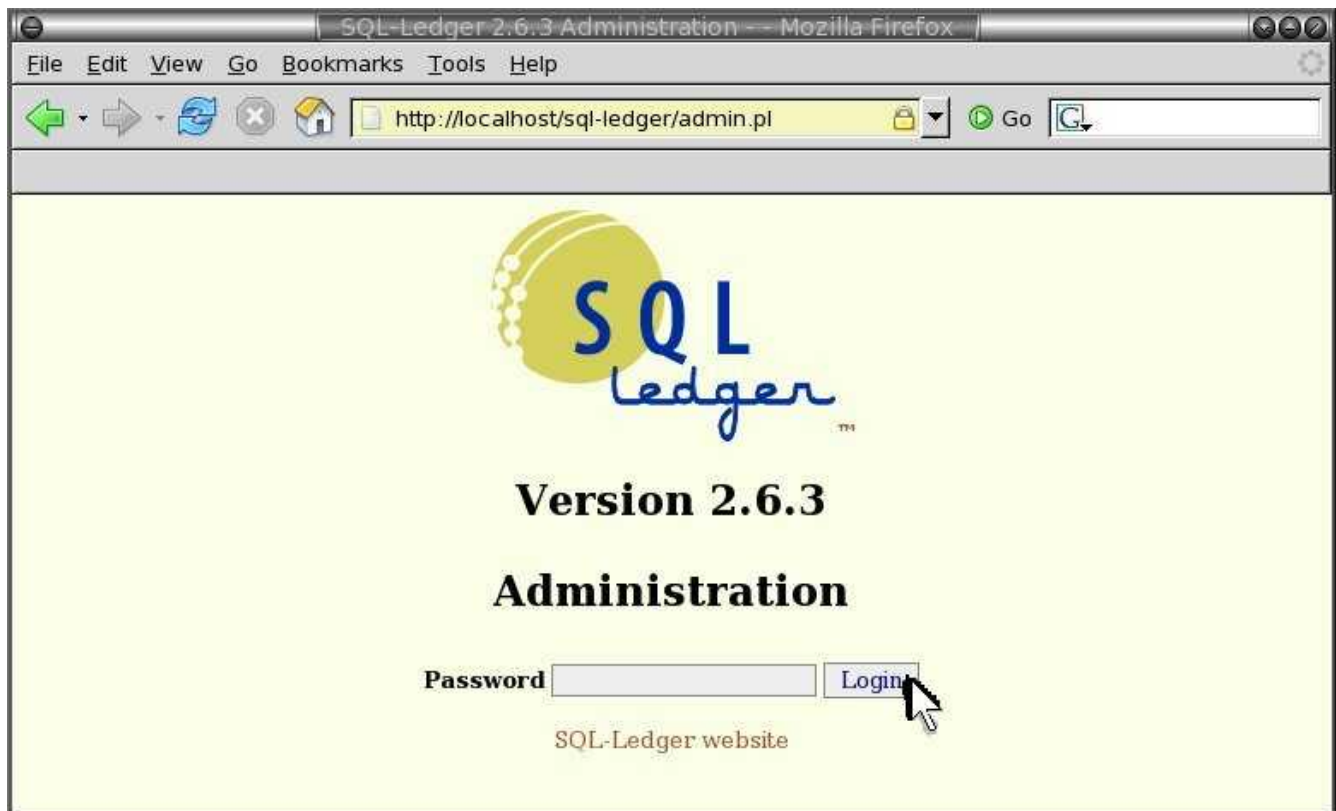 SQL-Ledger 2.6.3 Administration - - Mozilla Firefox
File Edit View Go Bookmarks Tools Help
http://localhost/sql-ledger/admin.pl Go G
SQL
Ledger ™
Version 2.6.3
Administration
Password Login
SQL-Ledger website